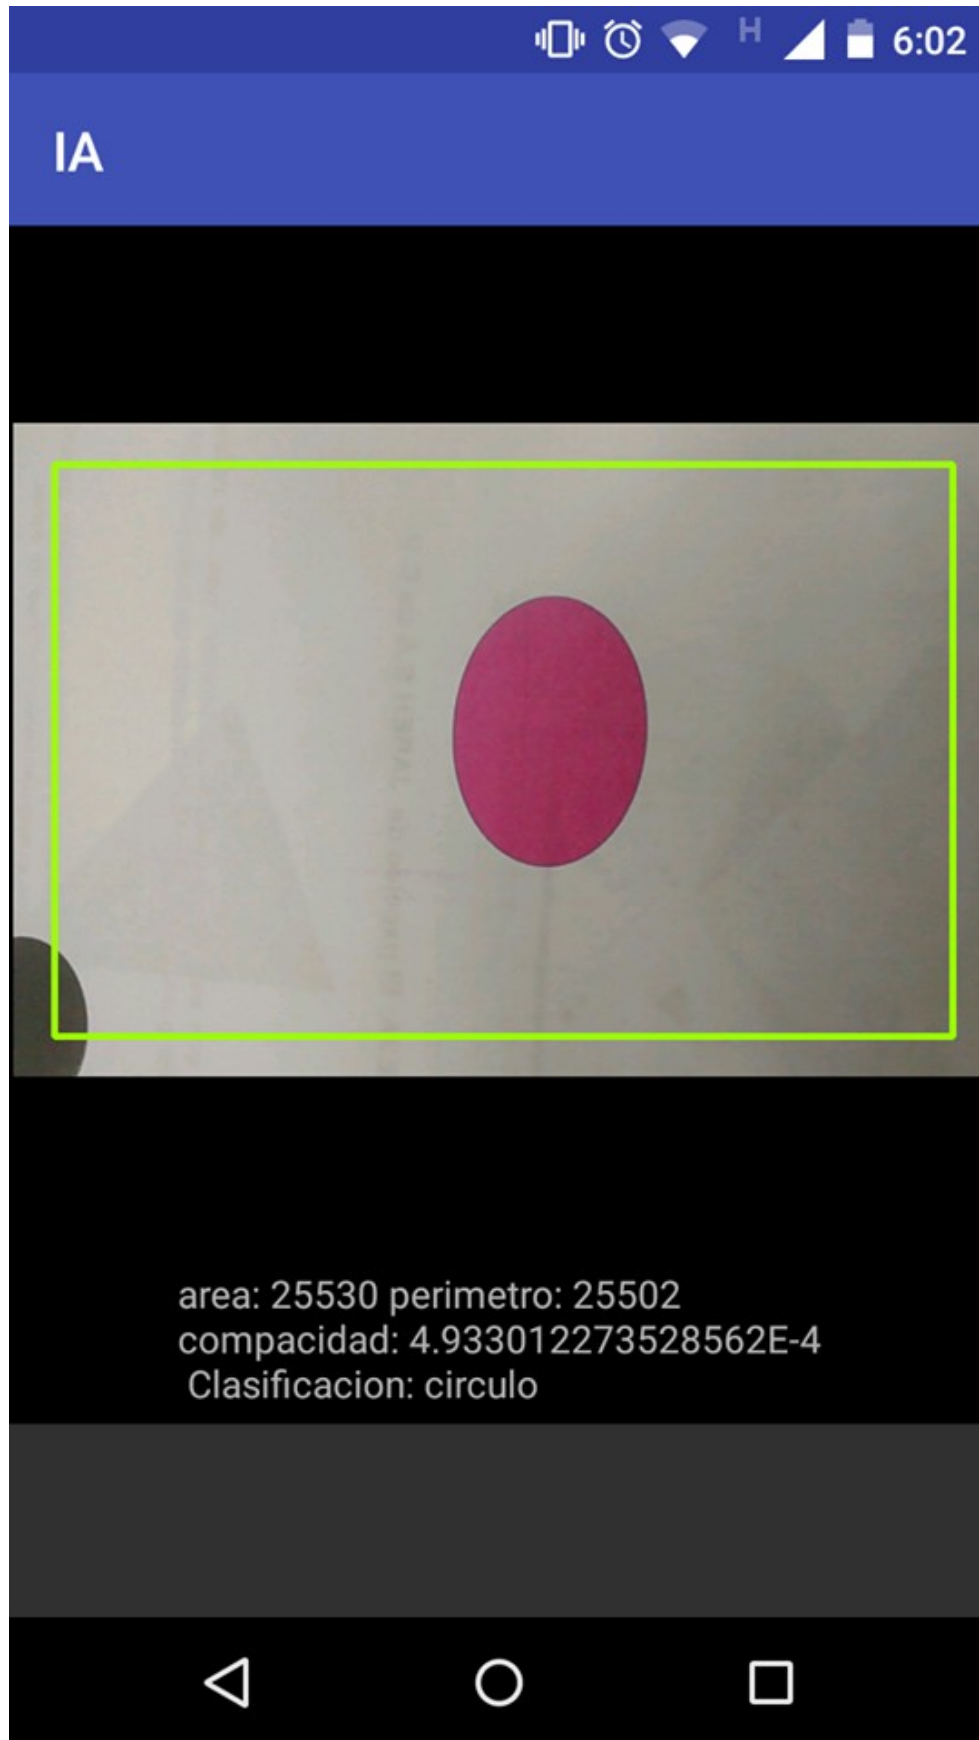 H 6:02
IA
area: 25530 perimetro: 25502
compacidad: 4.933012273528562E-4
Clasificacion: circulo